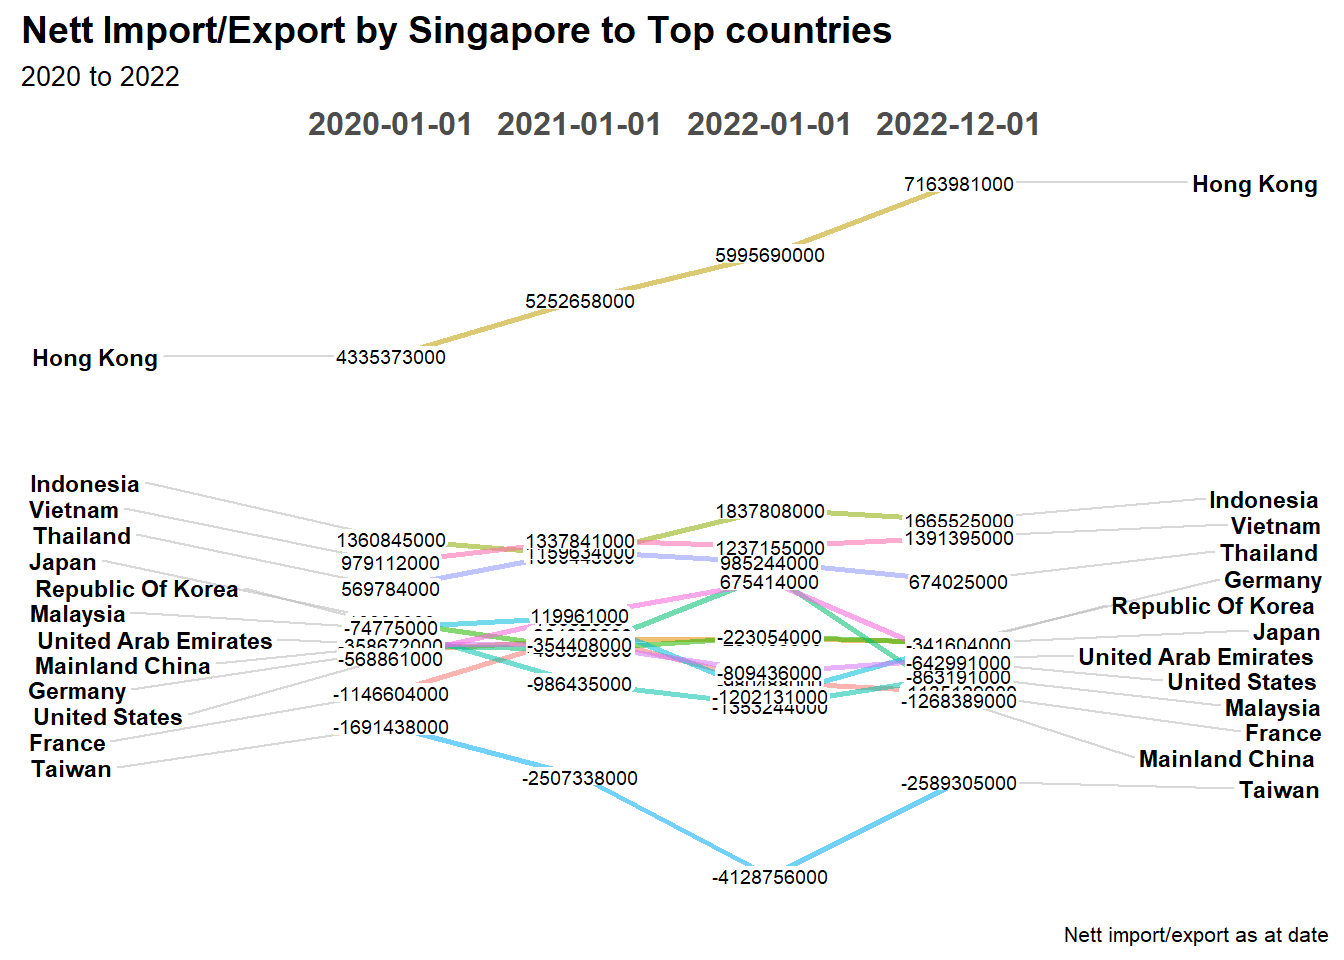 Nett Import/Export by Singapore to Top countries
2020 to 2022
2020-01-01 2021-01-01 2022-01-01 2022-12-01
7163981000 Hong Kong
5995690000
5252658000
Hong Kong 4335373000
Indonesia
Vietnam
Thailand
Japan
Republic Of Korea
Malaysia
United Arab Emirates
Mainland China
Germany
United States
France
Taiwan
1360845000
979112000
569784000
-74775000
-358672000
-568861000
-1146604000
-1691438000
1337841000
1159634000
119961000
-354408000
-986435000
-2507338000
1837808000
1237155000
985244000
675414000
-223054000
-809436000
-1202131000
-1353244000
-4128756000
1665525000
1391395000
674025000
-341604000
-642991000
-863191000
-1268389000
-2589305000
Indonesia
Vietnam
Thailand
Germany
Republic Of Korea
Japan
United Arab Emirates
United States
Malaysia
France
Mainland China
Taiwan
Nett import/export as at date